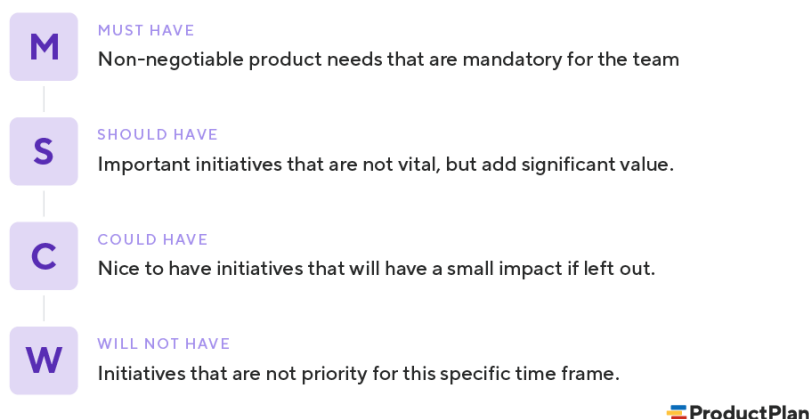 M
MUST HAVE
Non-negotiable product needs that are mandatory for the team
S
SHOULD HAVE
Important initiatives that are not vital, but add significant value.
C
COULD HAVE
Nice to have initiatives that will have a small impact if left out.
W
WILL NOT HAVE
Initiatives that are not priority for this specific time frame.
ProductPlan